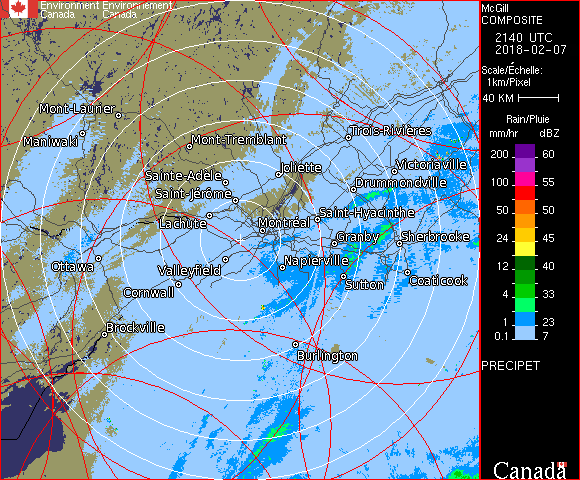 Environment Environnement
Canada Canada
McGill
COMPOSITE
2140 UTC
2018-02-07
Scale/Échelle:
1km/Pixel
40 KM
Rain/Pluie
mm/hr dBZ
200 60
100 55
50 50
24 45
12 40
4 33
1 23
0.1 7
PRECIPET
Canada
Mont-Laurier
Maniwaki
Mont-Tremblant
Trois-Rivières
Joliette
Victoriaville
Sainte-Adèle
Drummondville
Saint-Jérôme
Lachute
Montréal
Saint-Hyacinthe
Granby
Sherbrooke
Ottawa
Valleyfield
Napierville
Cornwall
Sutton
Coaticook
Brockville
Burlington